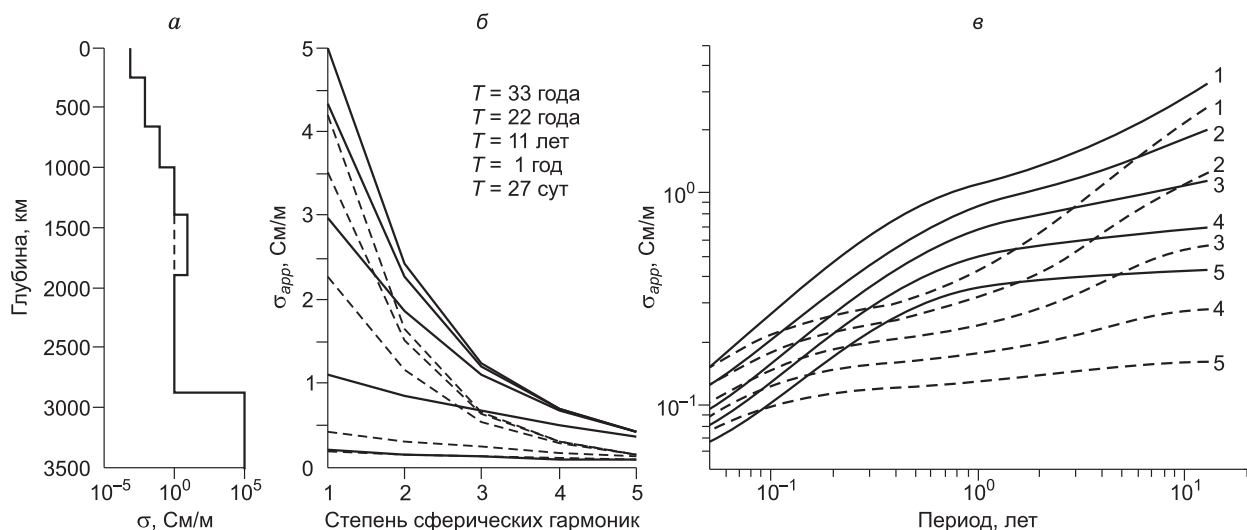 а
0
500
1000
1500
2000
2500
3000
3500
Глубина, км
10⁻⁵
10⁰
10⁵
σ, См/м
б
5
4
3
2
1
0
σapp, См/м
T = 33 года
T = 22 года
T = 11 лет
T = 1 год
T = 27 сут
1
2
3
4
5
Степень сферических гармоник
в
10⁰
10⁻¹
σapp, См/м
1
1
2
2
3
4
3
5
4
5
10⁻¹
10⁰
10¹
Период, лет